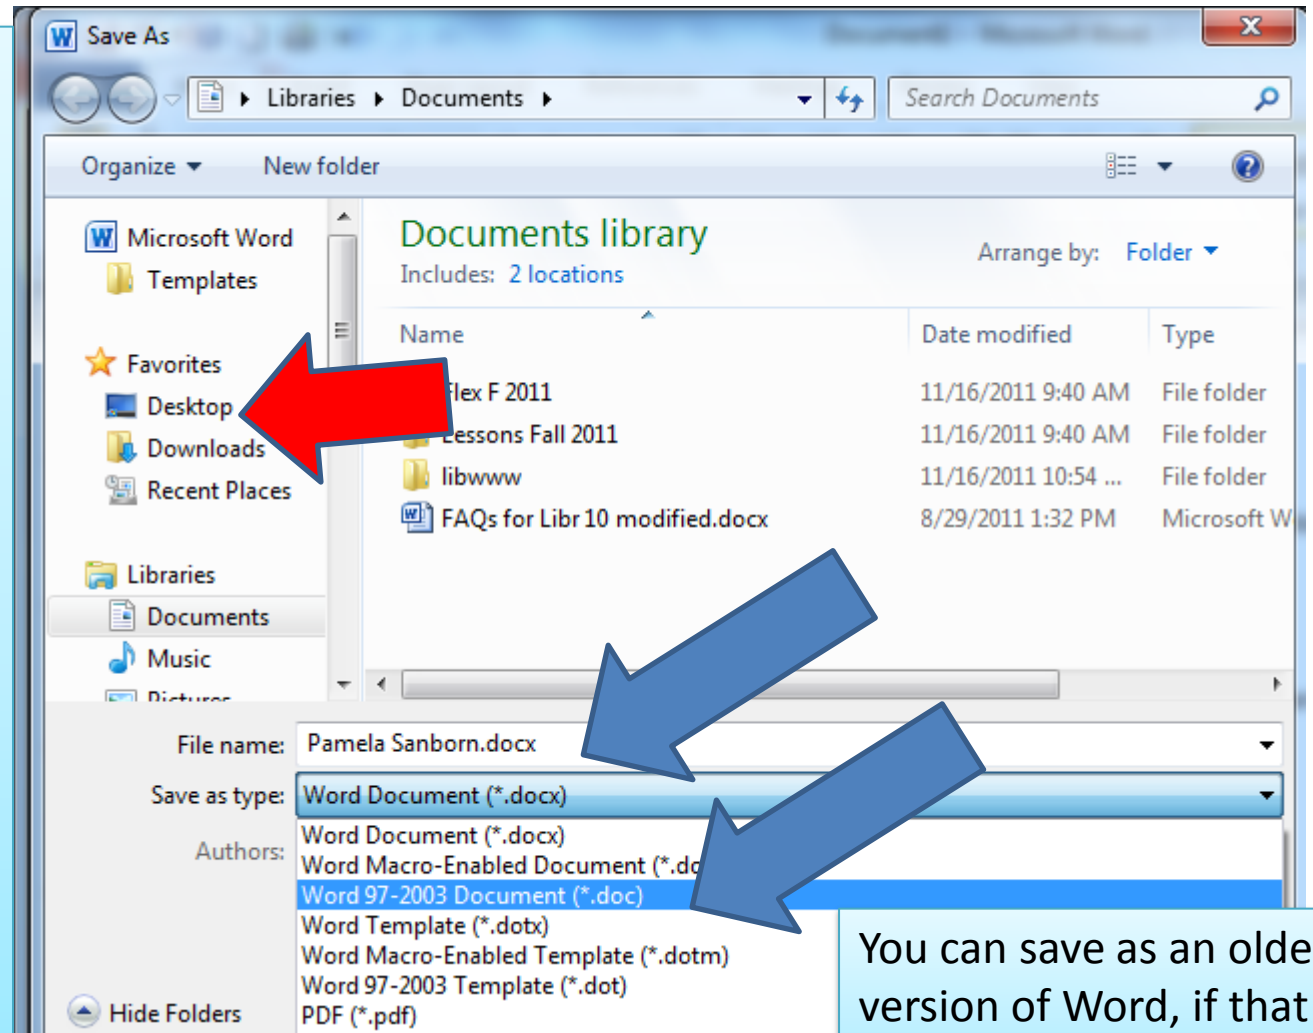 Save As
Libraries Documents
Search Documents
Organize New folder
Microsoft Word
Templates
Favorites
Desktop
Downloads
Recent Places
Libraries
Documents
Music
Pictures
Documents library
Includes: 2 locations
Arrange by: Folder
Name Date modified Type
Flex F 2011 11/16/2011 9:40 AM File folder
Lessons Fall 2011 11/16/2011 9:40 AM File folder
libwww 11/16/2011 10:54 ... File folder
FAQs for Libr 10 modified.docx 8/29/2011 1:32 PM Microsoft W
File name: Pamela Sanborn.docx
Save as type: Word Document (*.docx)
Authors:
Word Document (*.docx)
Word Macro-Enabled Document (*.do
Word 97-2003 Document (*.doc)
Word Template (*.dotx)
Word Macro-Enabled Template (*.dotm)
Word 97-2003 Template (*.dot)
PDF (*.pdf)
Hide Folders
You can save as an olde
version of Word, if that